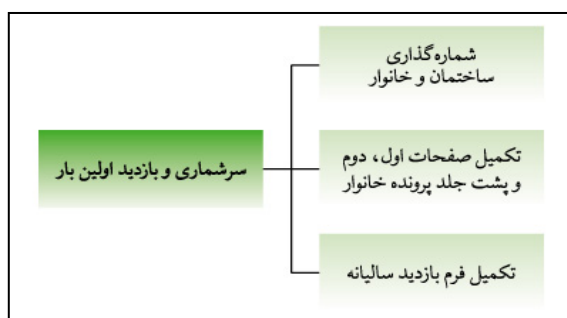 شماره‌گذاری
ساختمان و خانوار
سرشماری و بازدید اولین بار
تکمیل صفحات اول، دوم
و پشت جلد پرونده خانوار
تکمیل فرم بازدید سالیانه